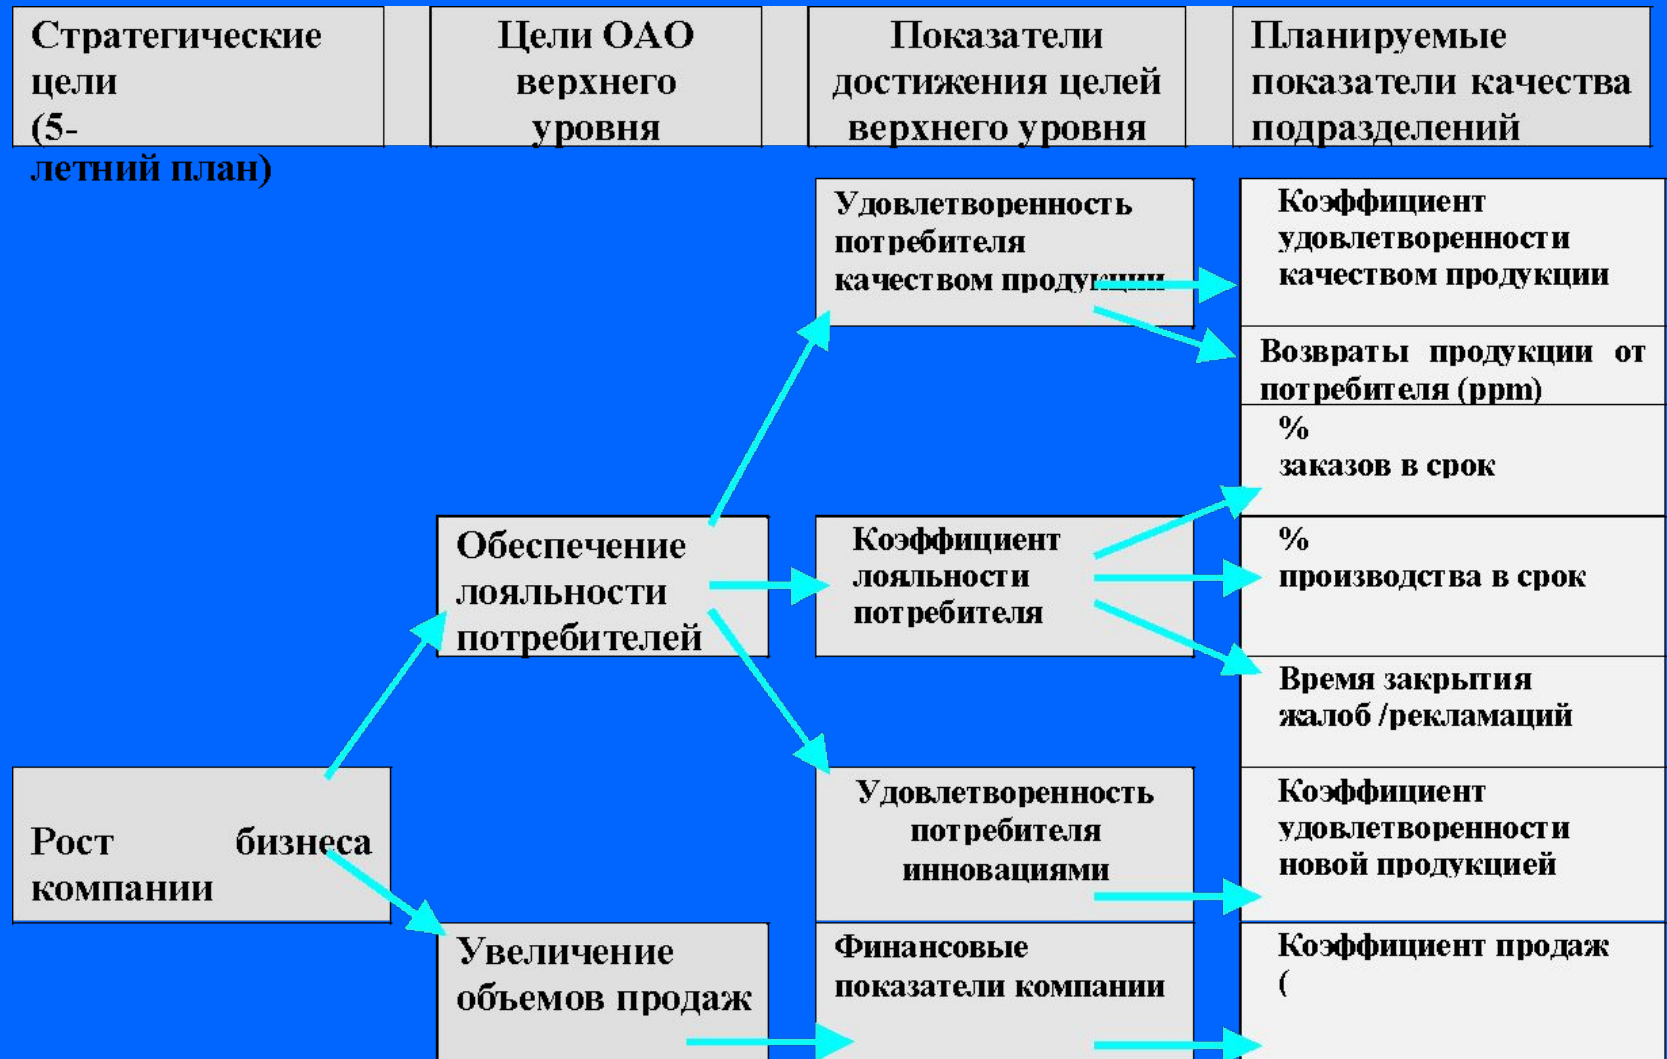 Стратегические
цели
(5-
летний план)
Цели ОАО
верхнего
уровня
Показатели
достижения целей
верхнего уровня
Планируемые
показатели качества
подразделений
Удовлетворенность
потребителя
качеством продукции
Коэффициент
удовлетворенности
качеством продукции
Возвраты продукции от
потребителя (ppm)
%
заказов в срок
Обеспечение
лояльности
потребителей
Коэффициент
лояльности
потребителя
%
производства в срок
Время закрытия
жалоб /рекламаций
Рост бизнеса
компании
Удовлетворенность
потребителя
инновациями
Коэффициент
удовлетворенности
новой продукцией
Увеличение
объемов продаж
Финансовые
показатели компании
Коэффициент продаж
(